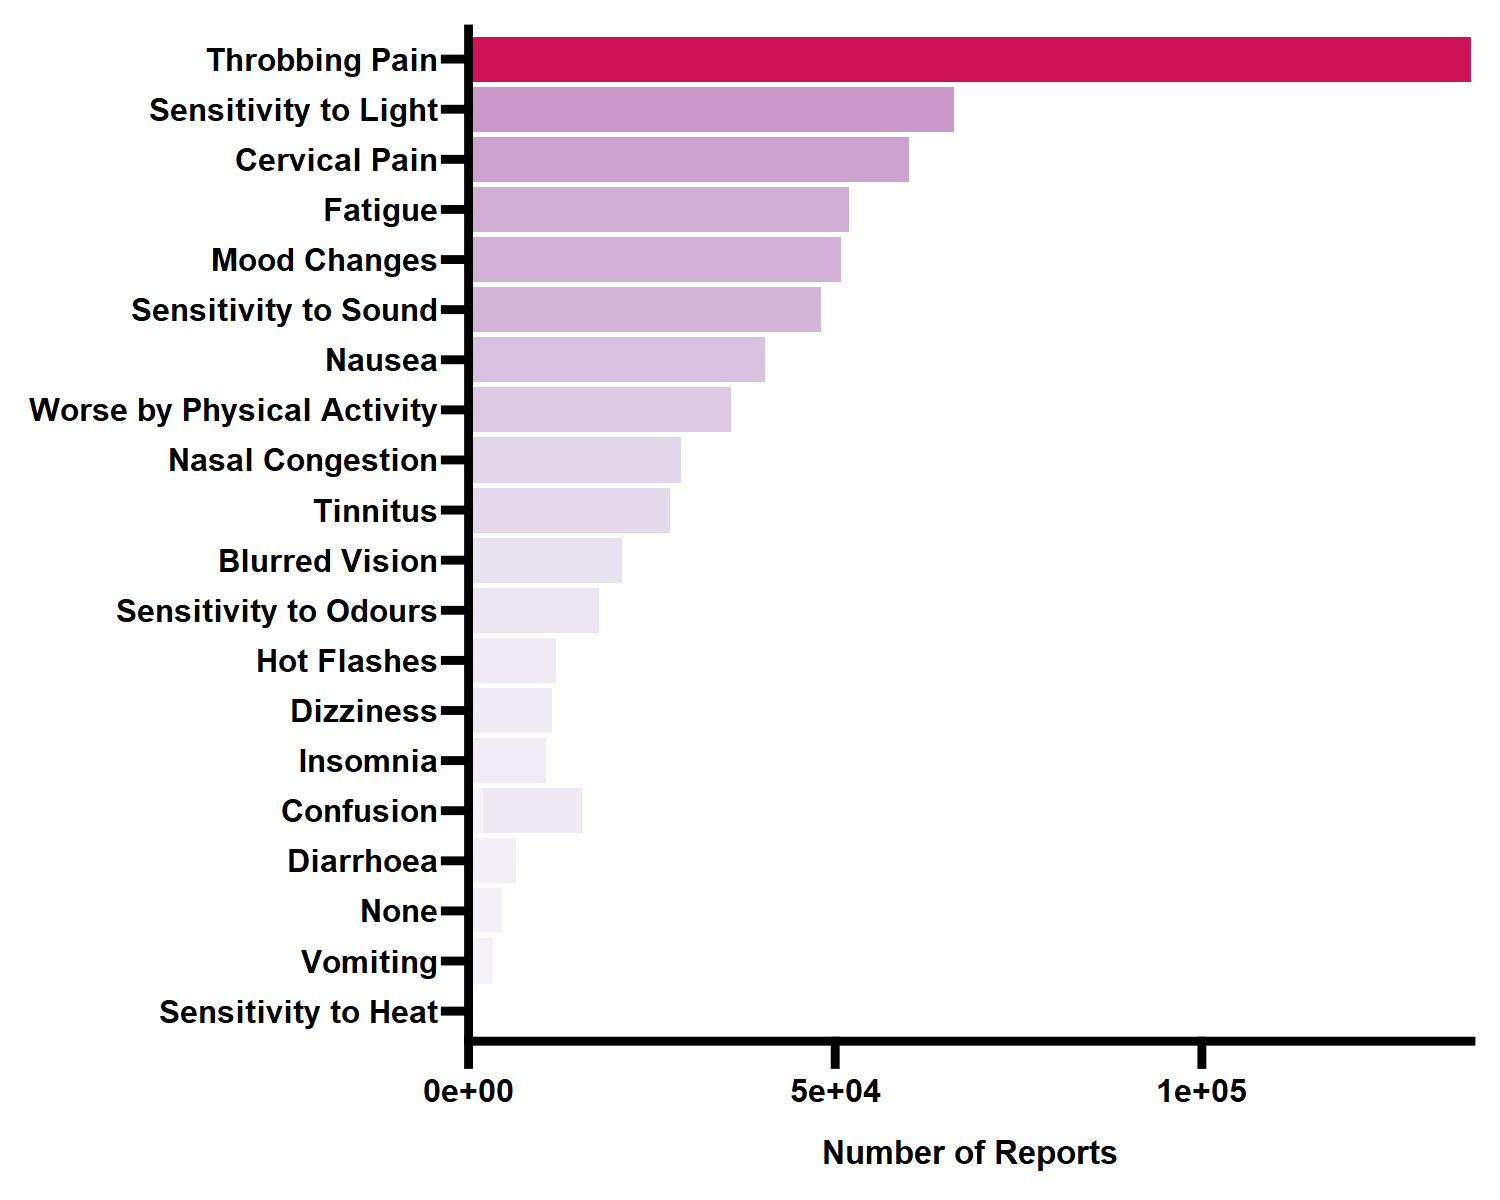 Throbbing Pain
Sensitivity to Light
Cervical Pain
Fatigue
Mood Changes
Sensitivity to Sound
Nausea
Worse by Physical Activity
Nasal Congestion
Tinnitus
Blurred Vision
Sensitivity to Odours
Hot Flashes
Dizziness
Insomnia
Confusion
Diarrhoea
None
Vomiting
Sensitivity to Heat
0e+00 5e+04 1e+05
Number of Reports